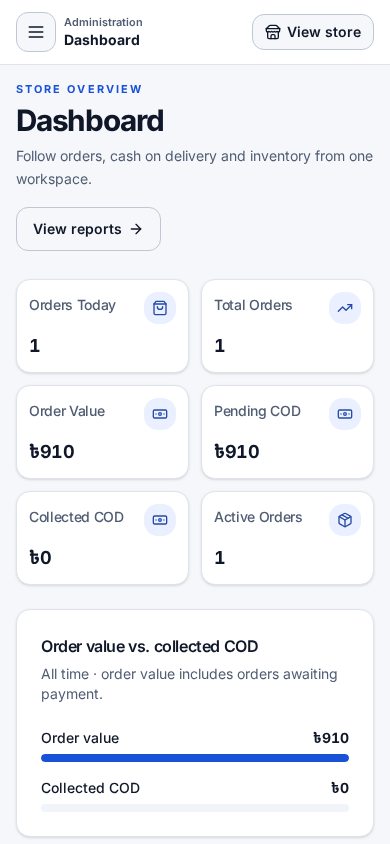 Administration
Dashboard
View store
STORE OVERVIEW
Dashboard
Follow orders, cash on delivery and inventory from one
workspace.
View reports →
Orders Today
1
Total Orders
1
Order Value
৳910
Pending COD
৳910
Collected COD
৳0
Active Orders
1
Order value vs. collected COD
All time · order value includes orders awaiting
payment.
Order value ৳910
Collected COD ৳0